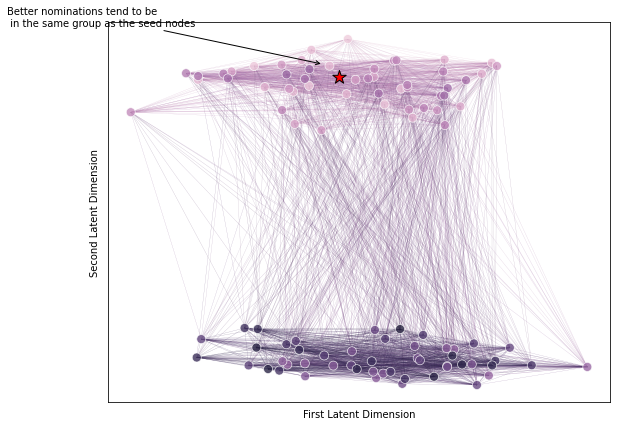 Better nominations tend to be
in the same group as the seed nodes
Second Latent Dimension
First Latent Dimension